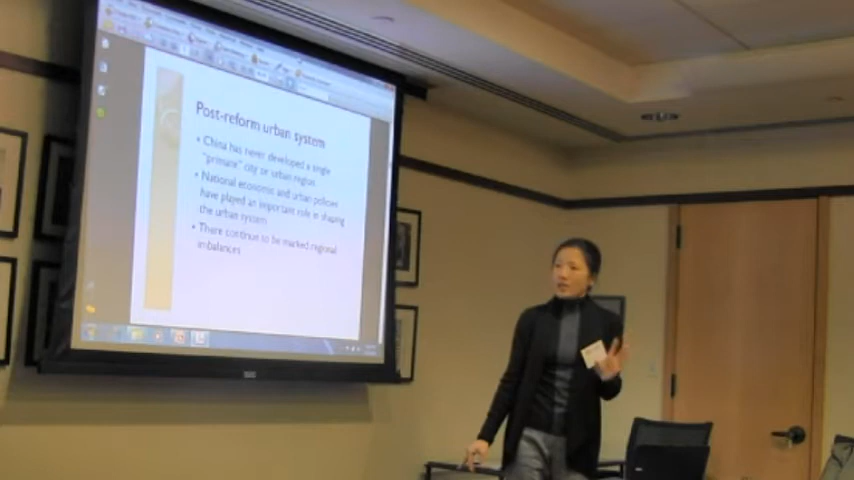 Post-reform urban system
China has never developed a single
"primate" city or urban region
National economic and urban policies
have played an important role in shaping
the urban system
There continue to be marked regional
imbalances